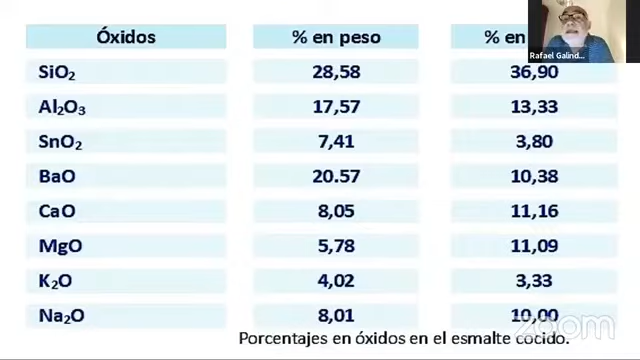 Óxidos % en peso % en
Rafael Galind...
SiO₂ 28,58 36,90
Al₂O₃ 17,57 13,33
SnO₂ 7,41 3,80
BaO 20.57 10,38
CaO 8,05 11,16
MgO 5,78 11,09
K₂O 4,02 3,33
Na₂O 8,01 10,00
zoom
Porcentajes en óxidos en el esmalte cocido.